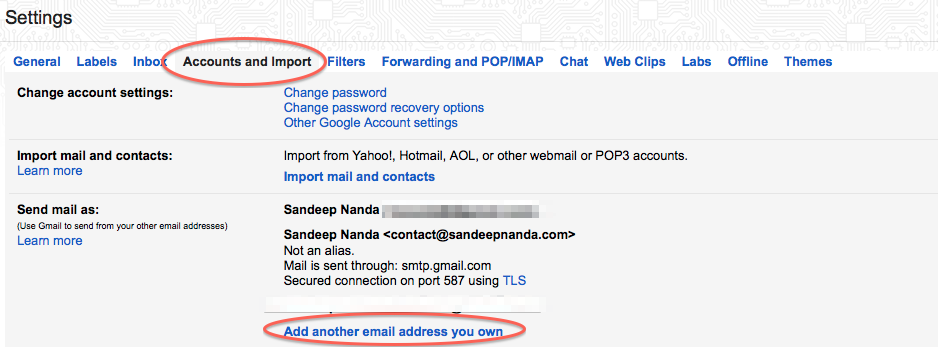 Settings
General Labels Inbox Accounts and Import Filters Forwarding and POP/IMAP Chat Web Clips Labs Offline Themes
Change account settings: Change password
Change password recovery options
Other Google Account settings
Import mail and contacts: Import from Yahoo!, Hotmail, AOL, or other webmail or POP3 accounts.
Learn more
Import mail and contacts
Send mail as: Sandeep Nanda
(Use Gmail to send from your other email addresses)
Learn more
Sandeep Nanda <contact@sandeepnanda.com>
Not an alias.
Mail is sent through: smtp.gmail.com
Secured connection on port 587 using TLS
Add another email address you own